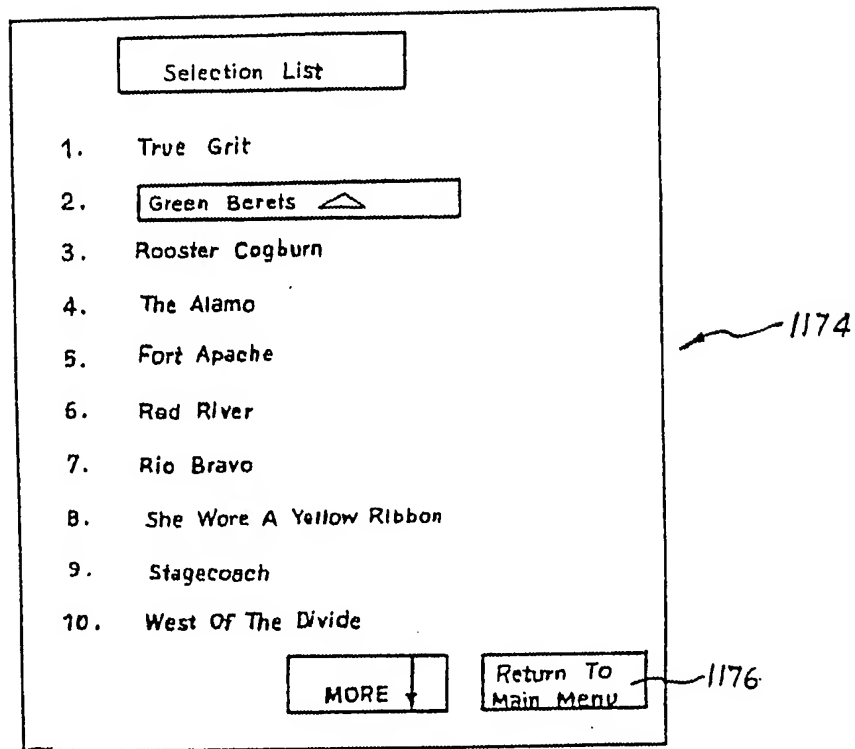 Selection List
1. True Grit
2. Green Berets
3. Rooster Cogburn
4. The Alamo
5. Fort Apache
6. Red River
7. Rio Bravo
8. She Wore A Yellow Ribbon
9. Stagecoach
10. West Of The Divide
MORE
Return To
Main Menu
1174
1176